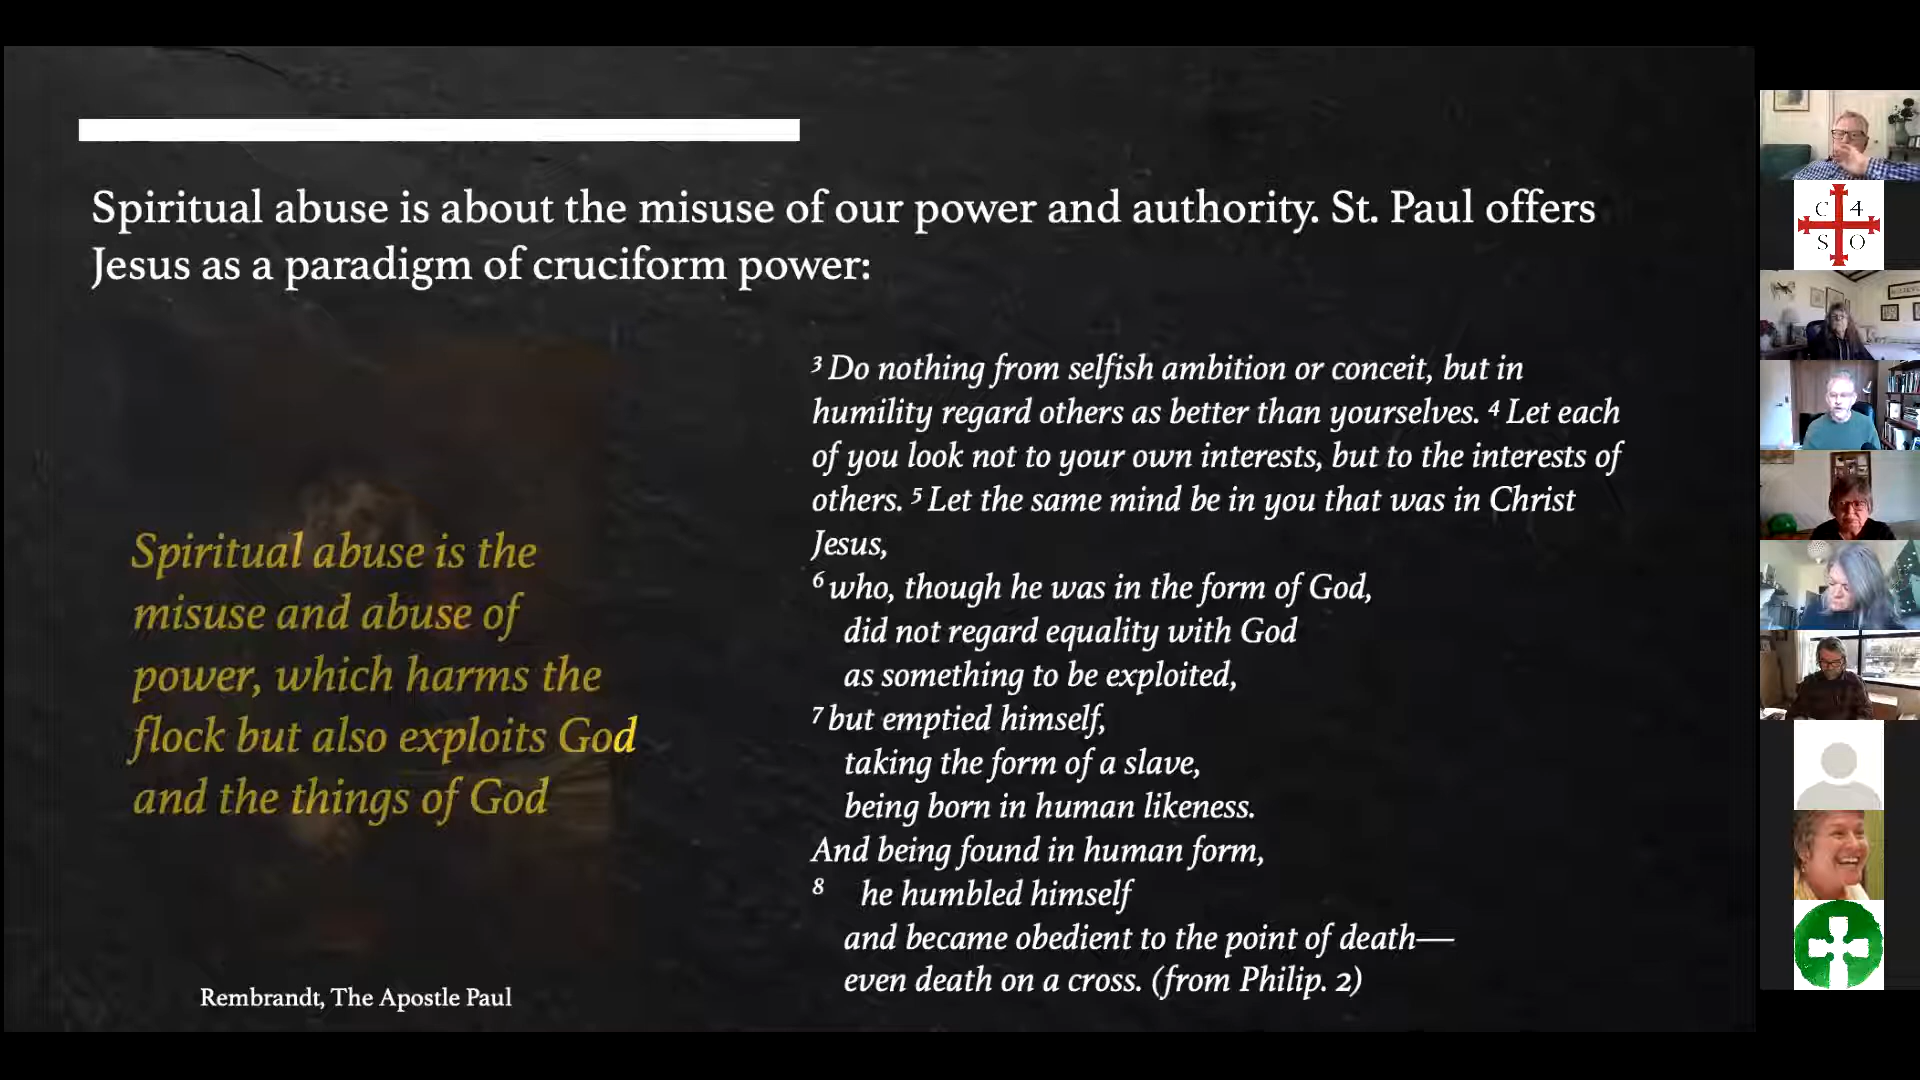 Spiritual abuse is about the misuse of our power and authority. St. Paul offers
Jesus as a paradigm of cruciform power:
Spiritual abuse is the
misuse and abuse of
power, which harms the
flock but also exploits God
and the things of God
Rembrandt, The Apostle Paul
³ Do nothing from selfish ambition or conceit, but in
humility regard others as better than yourselves. ⁴ Let each
of you look not to your own interests, but to the interests of
others. ⁵ Let the same mind be in you that was in Christ
Jesus,
⁶ who, though he was in the form of God,
did not regard equality with God
as something to be exploited,
⁷ but emptied himself,
taking the form of a slave,
being born in human likeness.
And being found in human form,
⁸ he humbled himself
and became obedient to the point of death—
even death on a cross. (from Philip. 2)
C 4
S O